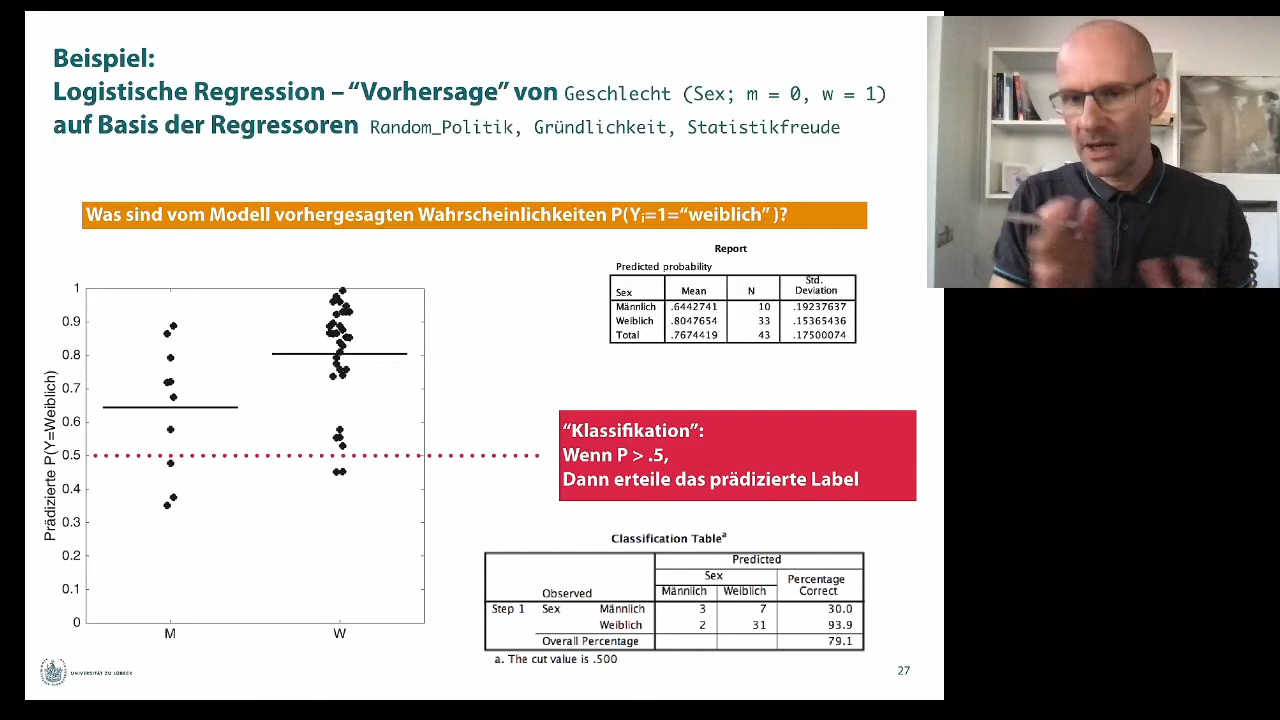 Beispiel:
Logistische Regression – “Vorhersage” von Geschlecht (Sex; m = 0, w = 1)
auf Basis der Regressoren Random_Politik, Gründlichkeit, Statistikfreude
Was sind vom Modell vorhergesagten Wahrscheinlichkeiten P(Yi=1=“weiblich” )?
Report
Predicted probability
Sex Mean N Std. Deviation
Männlich .6442741 10 .19237637
Weiblich .8047654 33 .15365436
Total .7674419 43 .17500074
Prädizierte P(Y=Weiblich)
1
0.9
0.8
0.7
0.6
0.5
0.4
0.3
0.2
0.1
0
M W
“Klassifikation”:
Wenn P > .5,
Dann erteile das prädizierte Label
Classification Tablea
Predicted
Sex
Percentage Correct
Observed Männlich Weiblich
Step 1 Sex Männlich 3 7 30.0
Weiblich 2 31 93.9
Overall Percentage 79.1
a. The cut value is .500
UNIVERSITÄT ZU LÜBECK
27